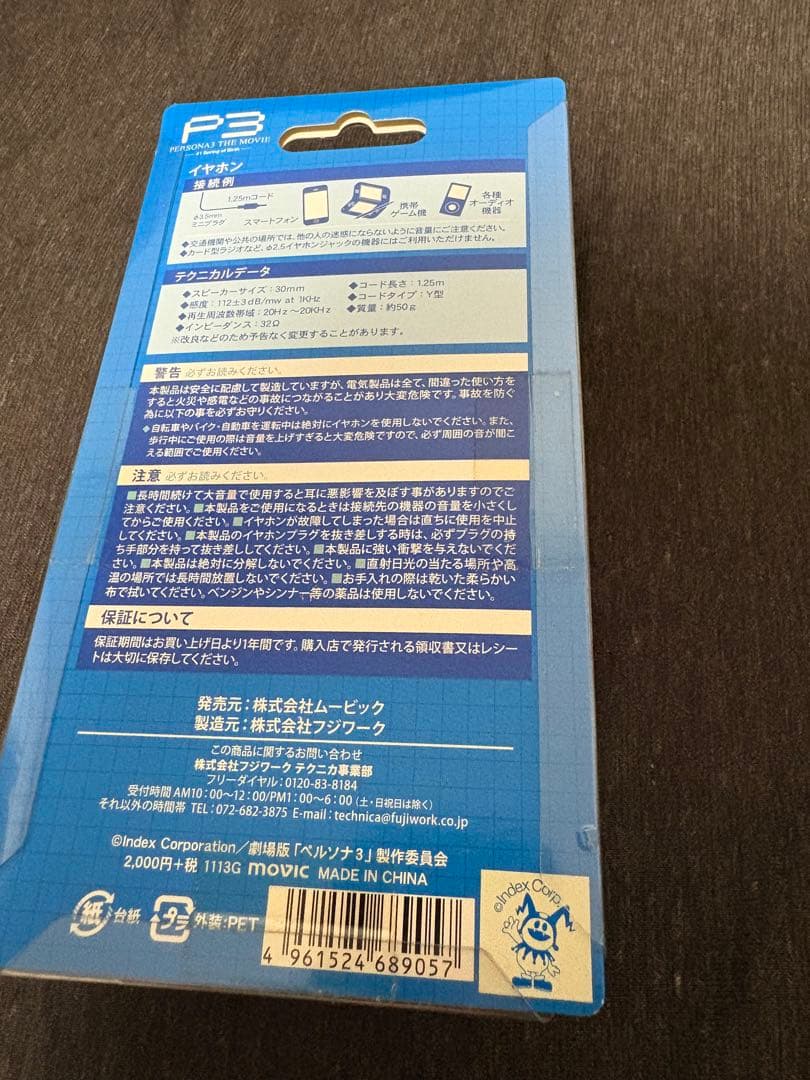 P3
PERSONA3 THE MOVIE
#1 Spring of Birth
イヤホン
接続例
1.25mコード
φ3.5mm
ミニプラグ
スマートフォン
携帯
ゲーム機
各種
オーディオ
機器
◆交通機関や公共の場所では、他の人の迷惑にならないように音量にご注意ください。
◆カード型ラジオなど、φ2.5イヤホンジャックの機器にはご利用いただけません。
テクニカルデータ
◆スピーカーサイズ：30mm
◆感度：112±3dB/mw at 1KHz
◆再生周波数帯域：20Hz～20KHz
◆インピーダンス：32Ω
◆コード長さ：1.25m
◆コードタイプ：Y型
◆質量：約50g
※改良などのため予告なく変更することがあります。
警告 必ずお読みください。
本製品は安全に配慮して製造していますが、電気製品は全て、間違った使い方を
すると火災や感電などの事故につながることがあり大変危険です。事故を防ぐ
為に以下の事を必ずお守りください。
◆自転車やバイク・自動車を運転中は絶対にイヤホンを使用しないでください。また、
歩行中にご使用の際は音量を上げすぎると大変危険ですので、必ず周囲の音が聞こ
える範囲でご使用ください。
注意 必ずお読みください。
■長時間続けて大音量で使用すると耳に悪影響を及ぼす事がありますのでご
注意ください。■本製品をご使用になるときは接続先の機器の音量を小さくし
てからご使用ください。■イヤホンが故障してしまった場合は直ちに使用を中止
してください。■本製品のイヤホンプラグを抜き差しする時は、必ずプラグの持
ち手部分を持って抜き差ししてください。■本製品に強い衝撃を与えないでくだ
さい。■本製品は絶対に分解しないでください。■直射日光の当たる場所や高
温の場所では長時間放置しないでください。■お手入れの際は乾いた柔らかい
布で拭いてください。ベンジンやシンナー等の薬品は使用しないでください。
保証について
保証期間はお買い上げ日より1年間です。購入店で発行される領収書又はレシー
トは大切に保存してください。
発売元：株式会社ムービック
製造元：株式会社フジワーク
この商品に関するお問い合わせ
株式会社フジワーク テクニカ事業部
フリーダイヤル：0120-83-8184
受付時間 AM10：00～12：00/PM1：00～6：00（土・日祝日は除く）
それ以外の時間帯 TEL：072-682-3875 E-mail：technica@fujiwork.co.jp
©Index Corporation／劇場版「ペルソナ3」製作委員会
2,000円＋税 1113G movic MADE IN CHINA
紙 台紙 プラ 外装：PET
4 961524 689057
©Index Corp.